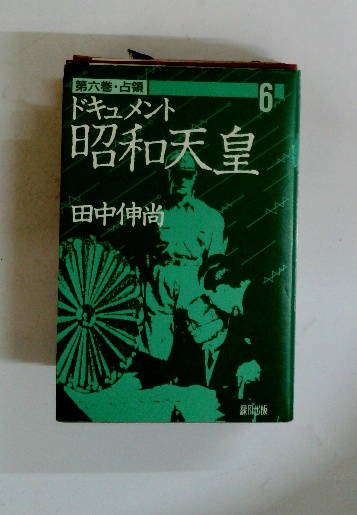 第六巻・占領
6
ドキュメント
昭和天皇
田中伸尚
緑風出版